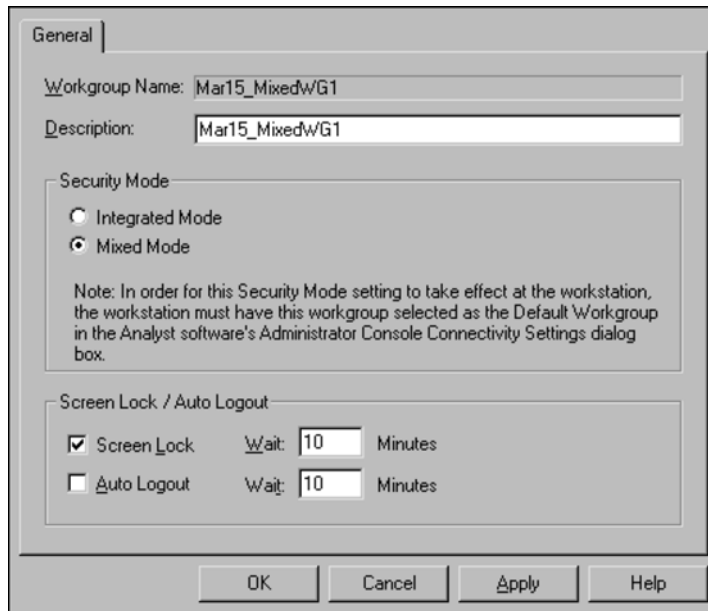 General
Workgroup Name: Mar15_MixedWG1
Description: Mar15_MixedWG1
Security Mode
Integrated Mode
Mixed Mode
Note: In order for this Security Mode setting to take effect at the workstation,
the workstation must have this workgroup selected as the Default Workgroup
in the Analyst software's Administrator Console Connectivity Settings dialog
box.
Screen Lock / Auto Logout
Screen Lock Wait: 10 Minutes
Auto Logout Wait: 10 Minutes
OK Cancel Apply Help